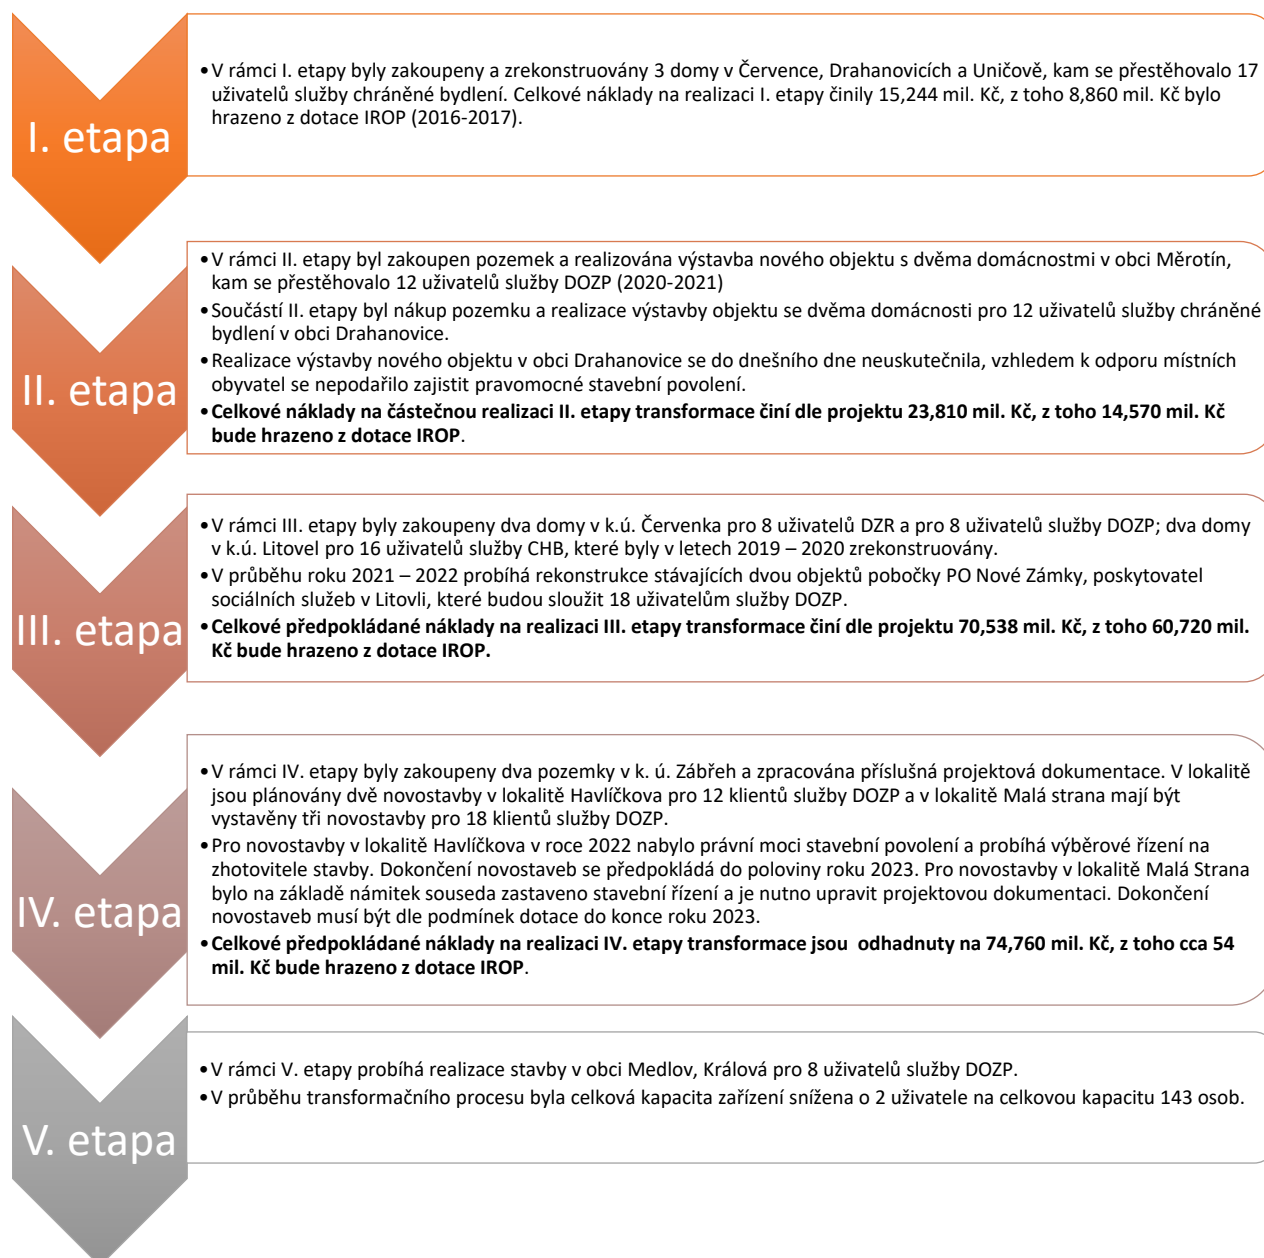 I. etapa
•V rámci I. etapy byly zakoupeny a zrekonstruovány 3 domy v Července, Drahanovicích a Uničově, kam se přestěhovalo 17
uživatelů služby chráněné bydlení. Celkové náklady na realizaci I. etapy činily 15,244 mil. Kč, z toho 8,860 mil. Kč bylo
hrazeno z dotace IROP (2016-2017).
II. etapa
•V rámci II. etapy byl zakoupen pozemek a realizována výstavba nového objektu s dvěma domácnostmi v obci Měrotín,
kam se přestěhovalo 12 uživatelů služby DOZP (2020-2021)
•Součástí II. etapy byl nákup pozemku a realizace výstavby objektu se dvěma domácnosti pro 12 uživatelů služby chráněné
bydlení v obci Drahanovice.
•Realizace výstavby nového objektu v obci Drahanovice se do dnešního dne neuskutečnila, vzhledem k odporu místních
obyvatel se nepodařilo zajistit pravomocné stavební povolení.
•Celkové náklady na částečnou realizaci II. etapy transformace činí dle projektu 23,810 mil. Kč, z toho 14,570 mil. Kč
bude hrazeno z dotace IROP.
III. etapa
•V rámci III. etapy byly zakoupeny dva domy v k.ú. Červenka pro 8 uživatelů DZR a pro 8 uživatelů služby DOZP; dva domy
v k.ú. Litovel pro 16 uživatelů služby CHB, které byly v letech 2019 – 2020 zrekonstruovány.
•V průběhu roku 2021 – 2022 probíhá rekonstrukce stávajících dvou objektů pobočky PO Nové Zámky, poskytovatel
sociálních služeb v Litovli, které budou sloužit 18 uživatelům služby DOZP.
•Celkové předpokládané náklady na realizaci III. etapy transformace činí dle projektu 70,538 mil. Kč, z toho 60,720 mil.
Kč bude hrazeno z dotace IROP.
IV. etapa
•V rámci IV. etapy byly zakoupeny dva pozemky v k. ú. Zábřeh a zpracována příslušná projektová dokumentace. V lokalitě
jsou plánovány dvě novostavby v lokalitě Havlíčkova pro 12 klientů služby DOZP a v lokalitě Malá strana mají být
vystavěny tři novostavby pro 18 klientů služby DOZP.
•Pro novostavby v lokalitě Havlíčkova v roce 2022 nabylo právní moci stavební povolení a probíhá výběrové řízení na
zhotovitele stavby. Dokončení novostaveb se předpokládá do poloviny roku 2023. Pro novostavby v lokalitě Malá Strana
bylo na základě námitek souseda zastaveno stavební řízení a je nutno upravit projektovou dokumentaci. Dokončení
novostaveb musí být dle podmínek dotace do konce roku 2023.
•Celkové předpokládané náklady na realizaci IV. etapy transformace jsou  odhadnuty na 74,760 mil. Kč, z toho cca 54
mil. Kč bude hrazeno z dotace IROP.
V. etapa
•V rámci V. etapy probíhá realizace stavby v obci Medlov, Králová pro 8 uživatelů služby DOZP.
•V průběhu transformačního procesu byla celková kapacita zařízení snížena o 2 uživatele na celkovou kapacitu 143 osob.